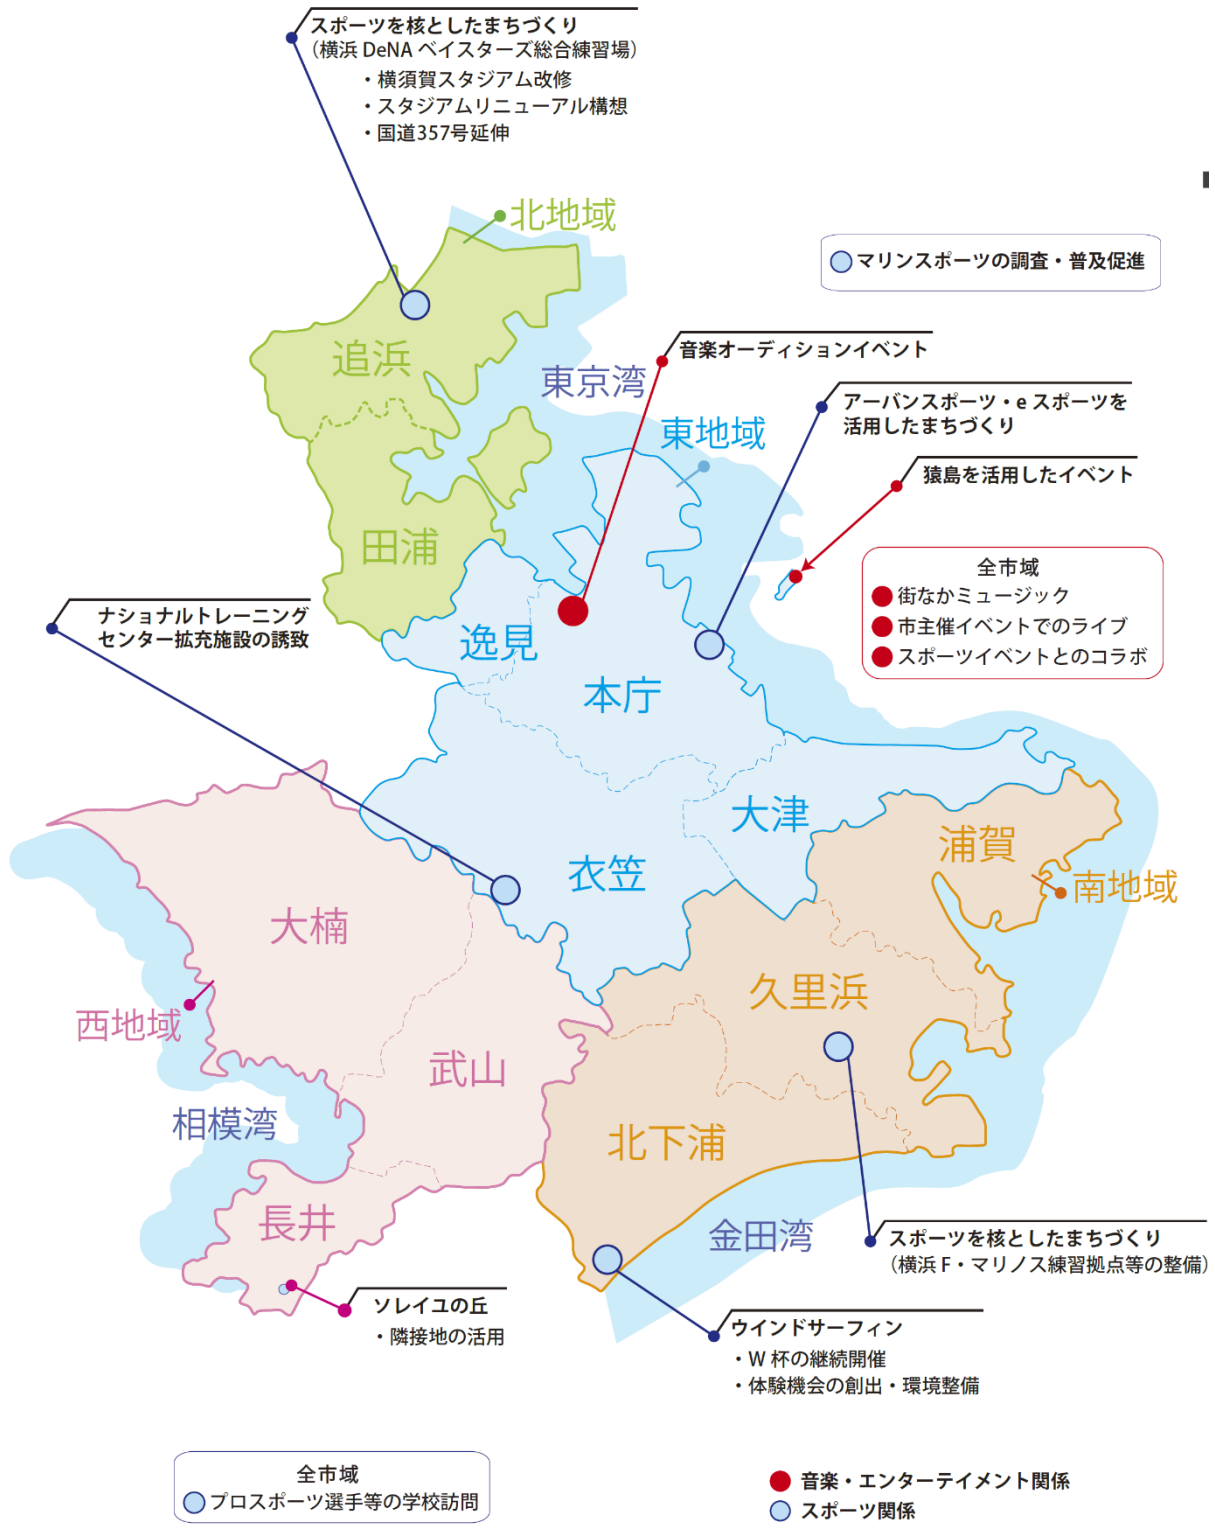 スポーツを核としたまちづくり
（横浜 DeNA ベイスターズ総合練習場）
・横須賀スタジアム改修
・スタジアムリニューアル構想
・国道357号延伸
北地域
マリンスポーツの調査・普及促進
追浜
東京湾
音楽オーディションイベント
東地域
アーバンスポーツ・e スポーツを
活用したまちづくり
猿島を活用したイベント
田浦
全市域
街なかミュージック
市主催イベントでのライブ
スポーツイベントとのコラボ
ナショナルトレーニング
センター拡充施設の誘致
逸見
本庁
大津
浦賀
衣笠
南地域
大楠
久里浜
西地域
武山
相模湾
北下浦
長井
金田湾
スポーツを核としたまちづくり
（横浜 F・マリノス練習拠点等の整備）
ソレイユの丘
・隣接地の活用
ウインドサーフィン
・W 杯の継続開催
・体験機会の創出・環境整備
全市域
プロスポーツ選手等の学校訪問
音楽・エンターテイメント関係
スポーツ関係